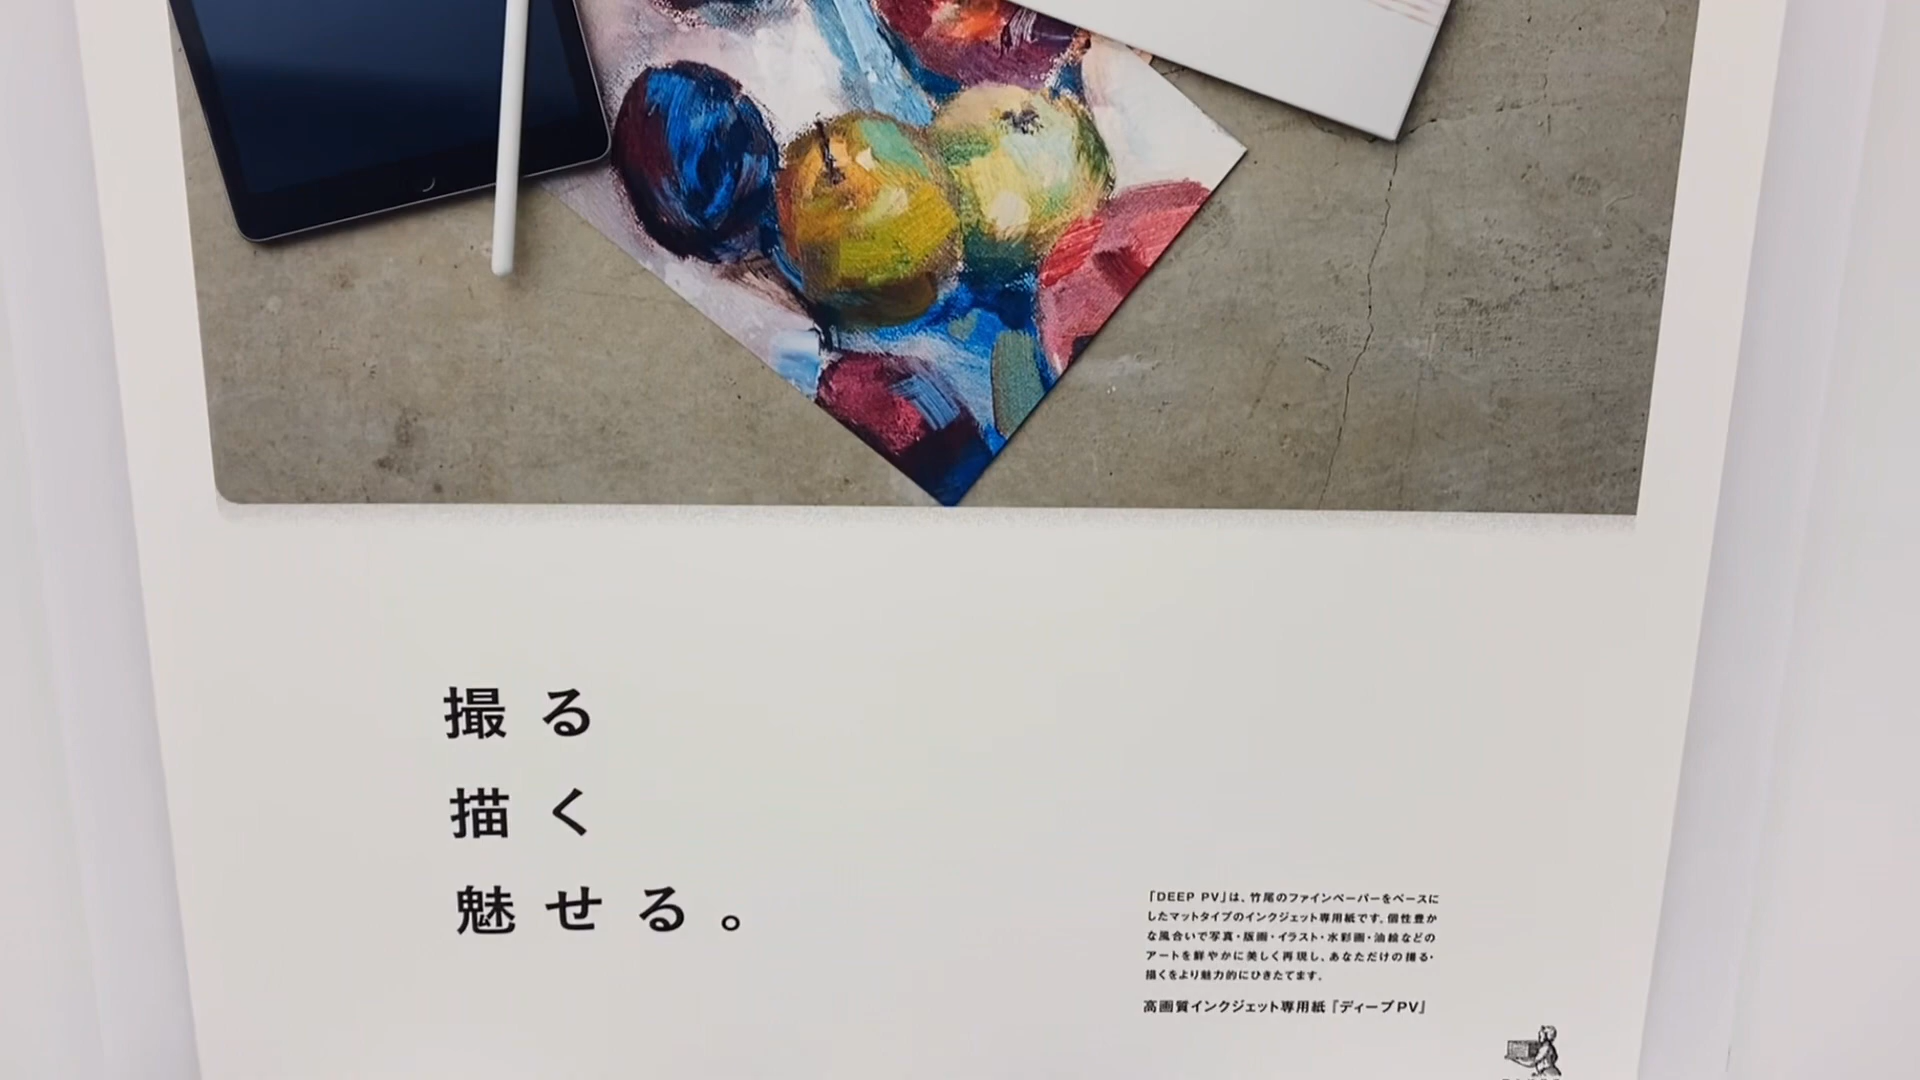 撮る
描く
魅せる。
「DEEP PV」は、竹尾のファインペーパーをベースに
したマットタイプのインクジェット専用紙です。個性豊か
な風合いで写真・版画・イラスト・水彩画・油絵などの
アートを鮮やかに美しく再現し、あなただけの撮る・
描くをより魅力的にひきたてます。
高画質インクジェット専用紙『ディープPV』